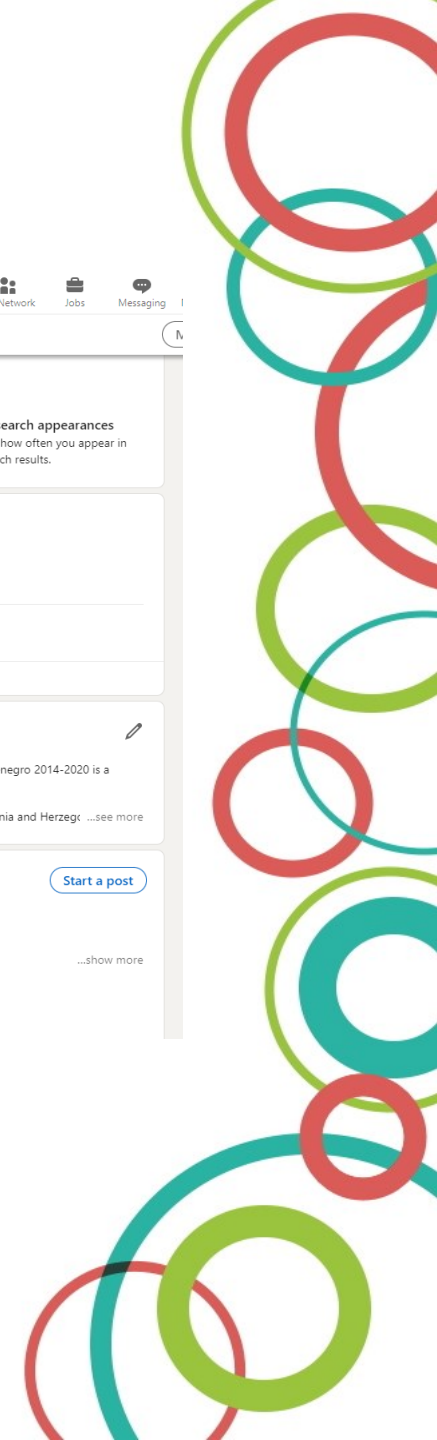 Network Jobs Messaging
earch appearances
how often you appear in
ch results.
negro 2014-2020 is a
nia and Herzegc ...see more
Start a post
...show more